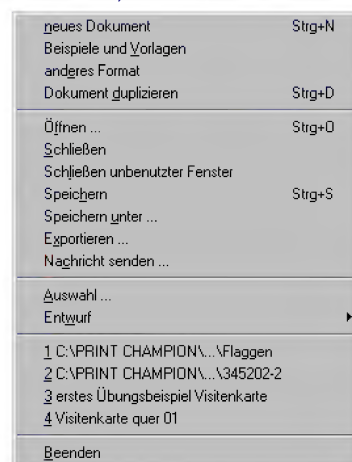 neues Dokument Strg+N
Beispiele und Vorlagen
anderes Format
Dokument duplizieren Strg+D
Öffnen ... Strg+O
Schließen
Schließen unbenutzter Fenster
Speichern Strg+S
Speichern unter ...
Exportieren ...
Nachricht senden ...
Auswahl ...
Entwurf
1 C:\PRINT CHAMPION\...\Flaggen
2 C:\PRINT CHAMPION\...\345202-2
3 erstes Übungsbeispiel Visitenkarte
4 Visitenkarte quer 01
Beenden